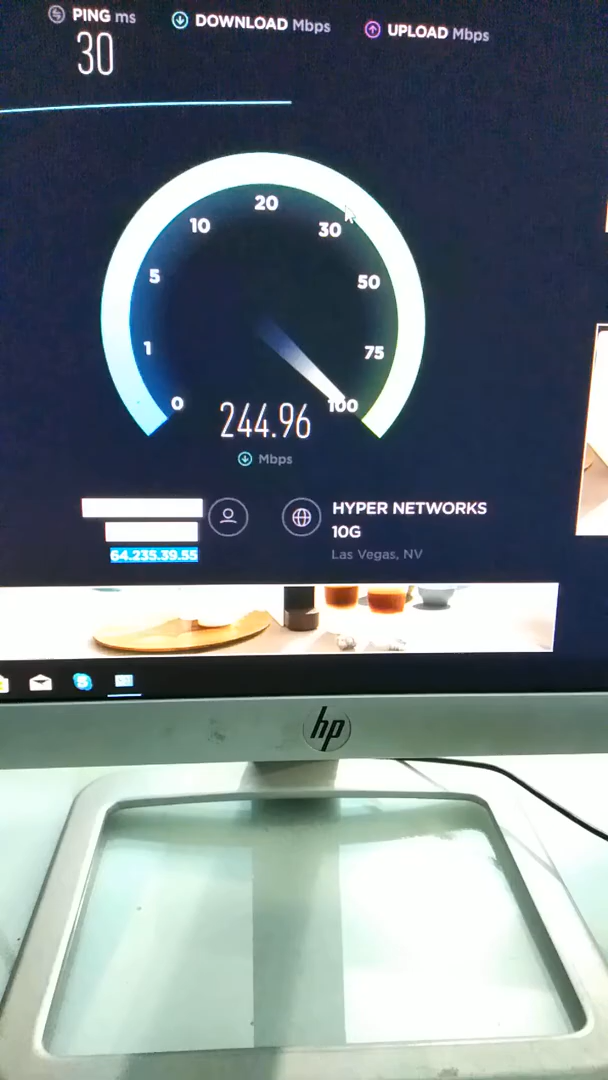 PING ms
DOWNLOAD Mbps
UPLOAD Mbps
30
0
1
5
10
20
30
50
75
100
244.96
Mbps
HYPER NETWORKS
10G
Las Vegas, NV
64.235.39.55
hp